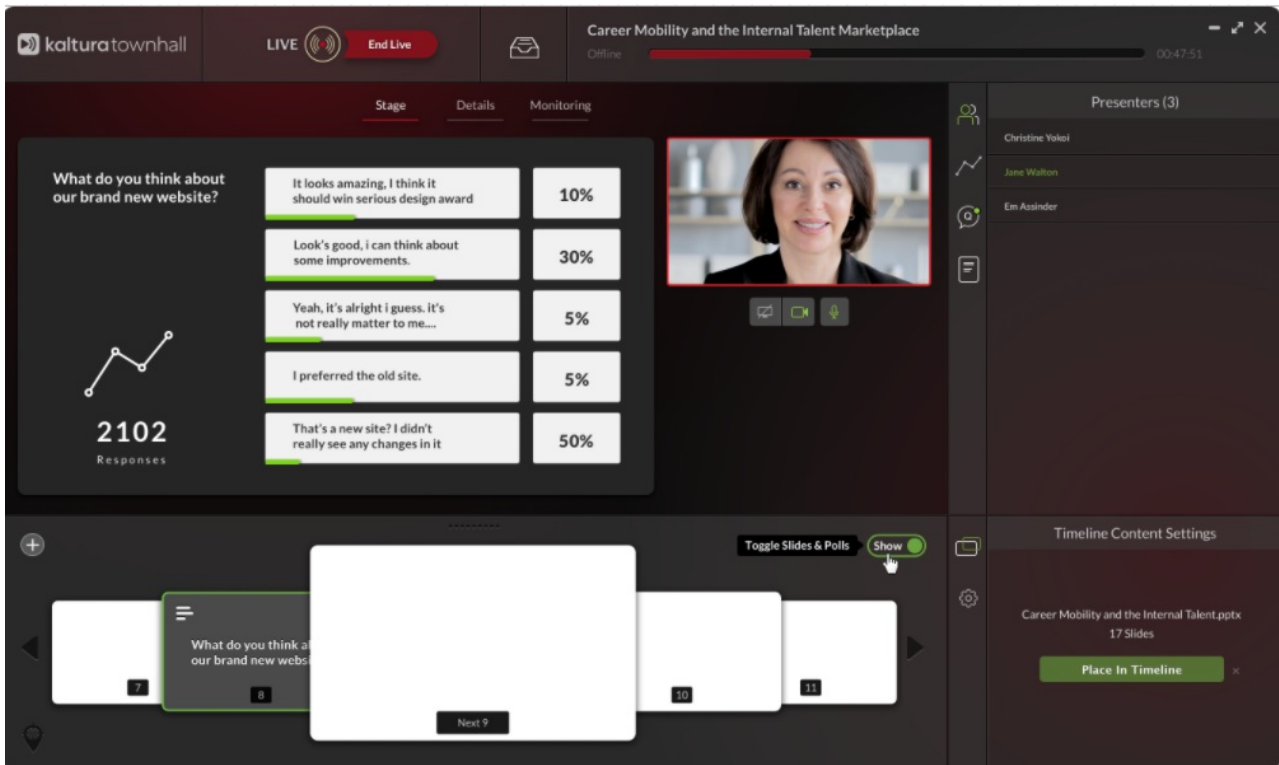 kaltura townhall
LIVE
End Live
Career Mobility and the Internal Talent Marketplace
Offline
00:47:51
Stage
Details
Monitoring
What do you think about
our brand new website?
It looks amazing, I think it
should win serious design award
10%
Look's good, i can think about
some improvements.
30%
Yeah, it's alright i guess. it's
not really matter to me....
5%
I preferred the old site.
5%
That's a new site? I didn't
really see any changes in it
50%
2102
Responses
Presenters (3)
Christine Yokoi
Jane Walton
Em Assinder
Toggle Slides & Polls
Show
What do you think a
our brand new websi
7
8
Next 9
10
11
Timeline Content Settings
Career Mobility and the Internal Talent.pptx
17 Slides
Place In Timeline